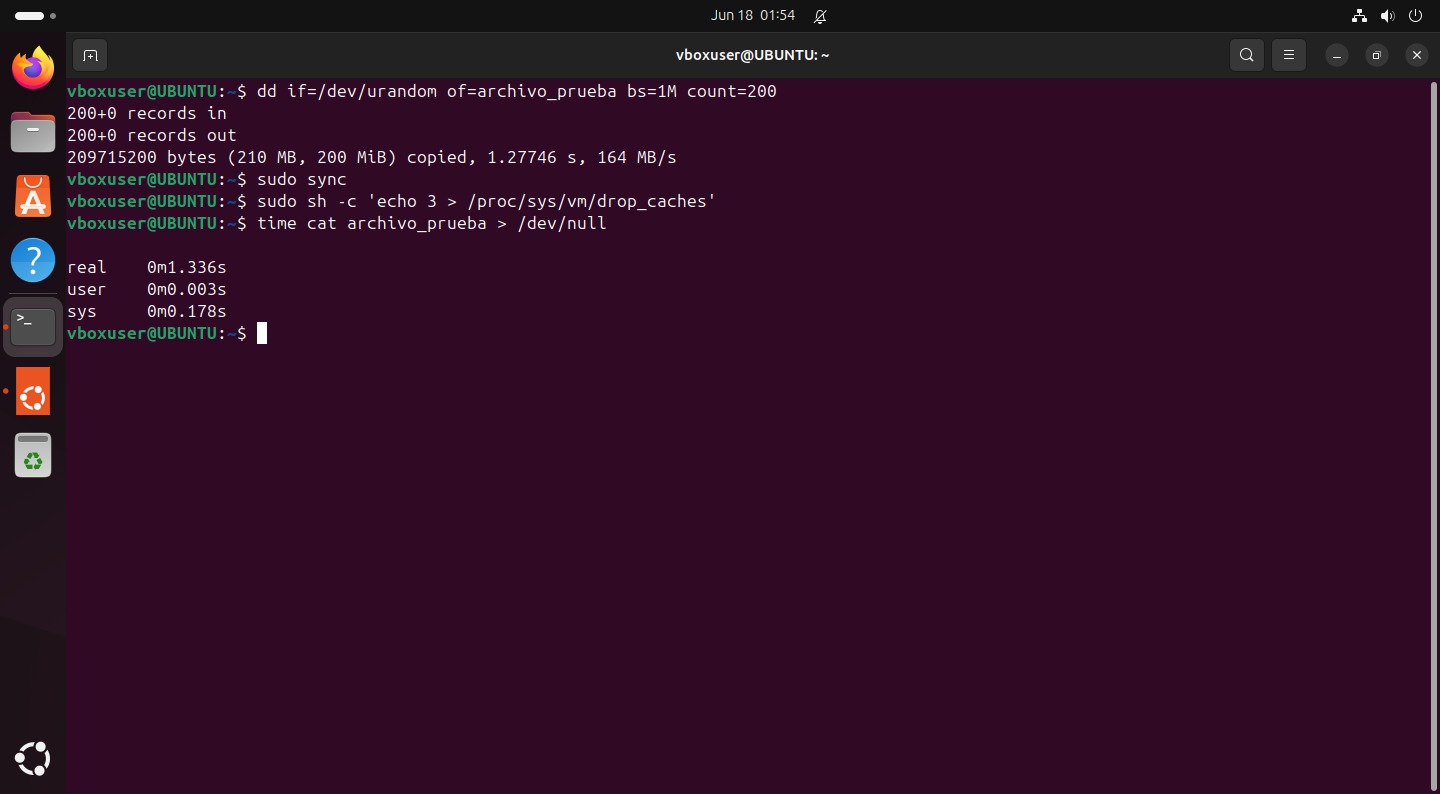 Jun 18 01:54
vboxuser@UBUNTU: ~
vboxuser@UBUNTU:~$ dd if=/dev/urandom of=archivo_prueba bs=1M count=200
200+0 records in
200+0 records out
209715200 bytes (210 MB, 200 MiB) copied, 1.27746 s, 164 MB/s
vboxuser@UBUNTU:~$ sudo sync
vboxuser@UBUNTU:~$ sudo sh -c 'echo 3 > /proc/sys/vm/drop_caches'
vboxuser@UBUNTU:~$ time cat archivo_prueba > /dev/null
real 0m1.336s
user 0m0.003s
sys 0m0.178s
vboxuser@UBUNTU:~$